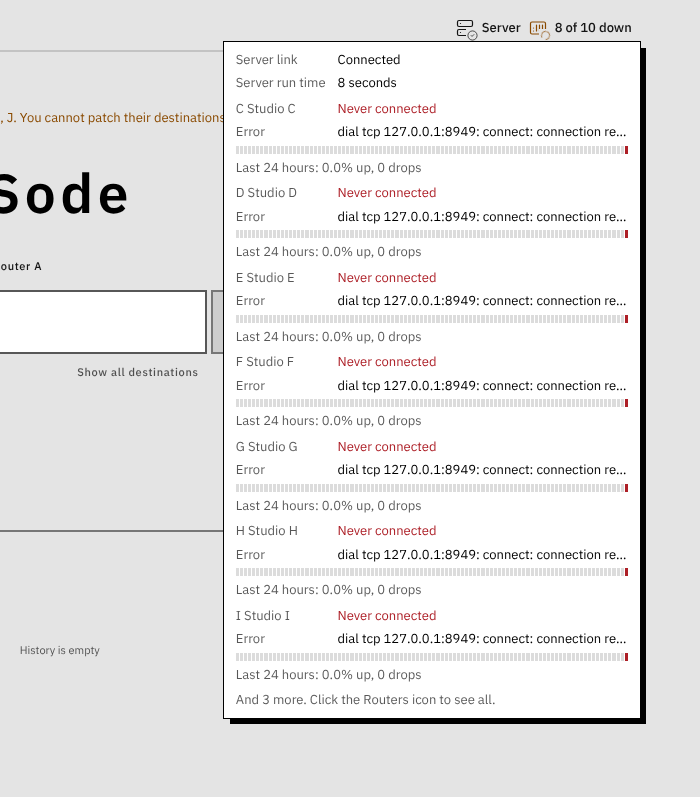 Server 8 of 10 down
Server link Connected
Server run time 8 seconds
C Studio C Never connected
, J. You cannot patch their destinations
Error dial tcp 127.0.0.1:8949: connect: connection re...
Last 24 hours: 0.0% up, 0 drops
D Studio D Never connected
Sode
Error dial tcp 127.0.0.1:8949: connect: connection re...
Last 24 hours: 0.0% up, 0 drops
outer A
E Studio E Never connected
Error dial tcp 127.0.0.1:8949: connect: connection re...
Last 24 hours: 0.0% up, 0 drops
F Studio F Never connected
Show all destinations
Error dial tcp 127.0.0.1:8949: connect: connection re...
Last 24 hours: 0.0% up, 0 drops
G Studio G Never connected
Error dial tcp 127.0.0.1:8949: connect: connection re...
Last 24 hours: 0.0% up, 0 drops
H Studio H Never connected
Error dial tcp 127.0.0.1:8949: connect: connection re...
Last 24 hours: 0.0% up, 0 drops
I Studio I Never connected
Error dial tcp 127.0.0.1:8949: connect: connection re...
History is empty
Last 24 hours: 0.0% up, 0 drops
And 3 more. Click the Routers icon to see all.